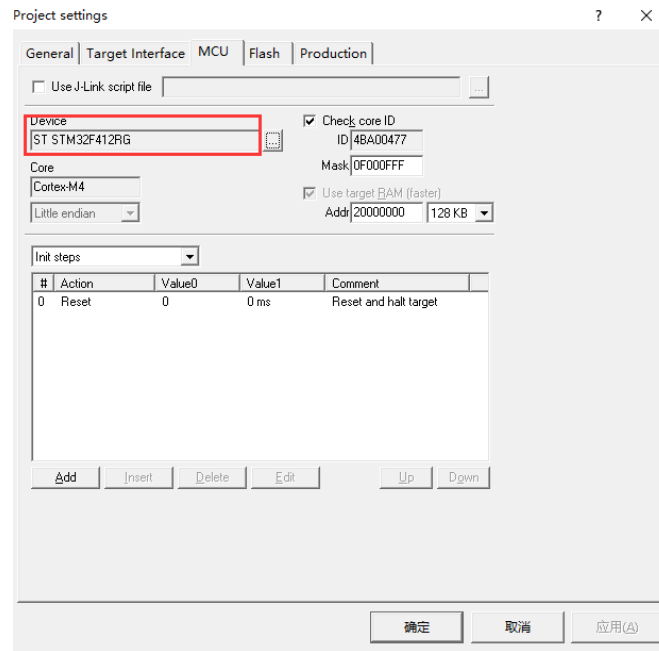 Project settings ? ×
General Target Interface MCU Flash Production
Use J-Link script file ...
Device
ST STM32F412RG ...
Check core ID
ID 4BA00477
Mask 0F000FFF
Core
Cortex-M4
Little endian
Use target RAM (faster)
Addr 20000000 128 KB
Init steps
# Action Value0 Value1 Comment
0 Reset 0 0 ms Reset and halt target
Add Insert Delete Edit Up Down
确定 取消 应用(A)